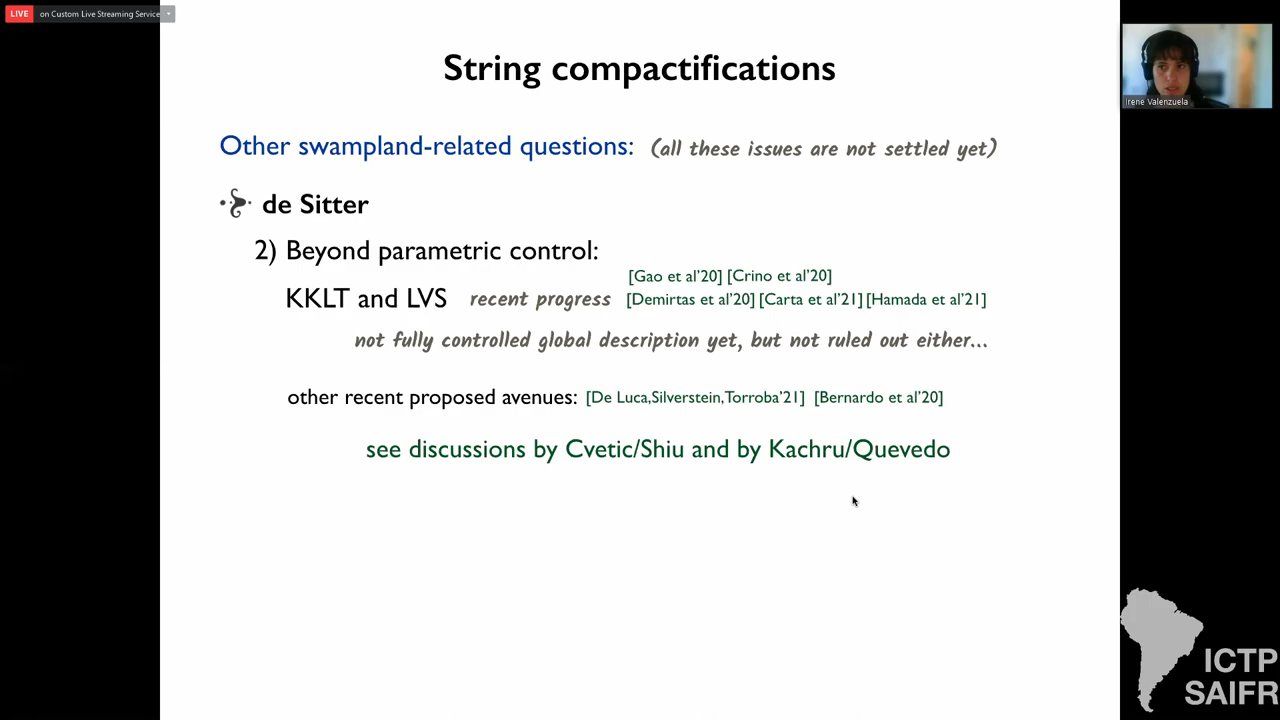 LIVE on Custom Live Streaming Service
String compactifications
Irene Valenzuela
Other swampland-related questions: (all these issues are not settled yet)
de Sitter
2) Beyond parametric control:
[Gao et al'20] [Crino et al'20]
KKLT and LVS recent progress [Demirtas et al'20] [Carta et al'21] [Hamada et al'21]
not fully controlled global description yet, but not ruled out either...
other recent proposed avenues: [De Luca,Silverstein,Torroba'21] [Bernardo et al'20]
see discussions by Cvetic/Shiu and by Kachru/Quevedo
ICTP
SAIFR